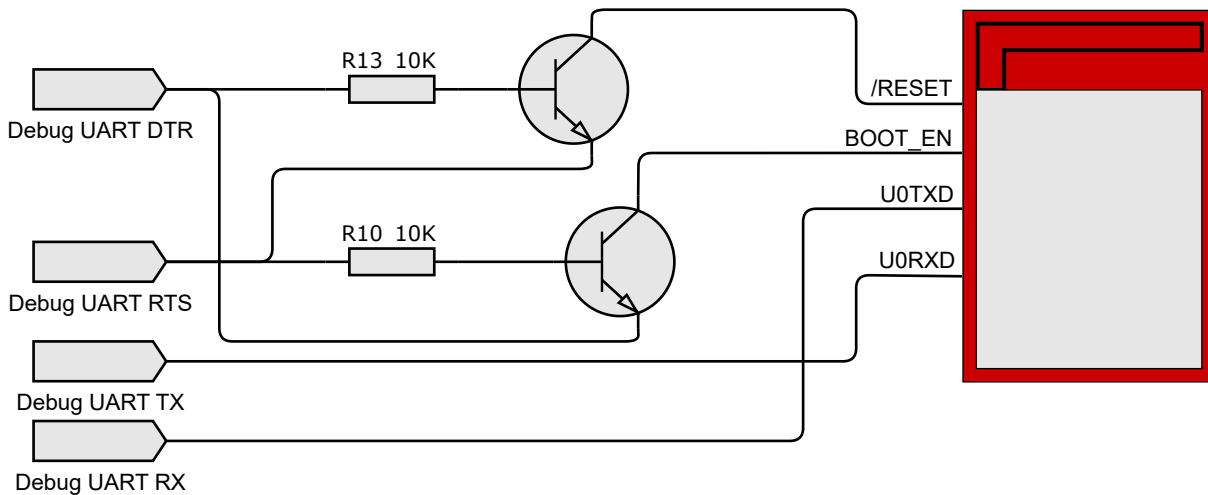 R13 10K
/RESET
Debug UART DTR
BOOT_EN
U0TXD
R10 10K
U0RXD
Debug UART RTS
Debug UART TX
Debug UART RX